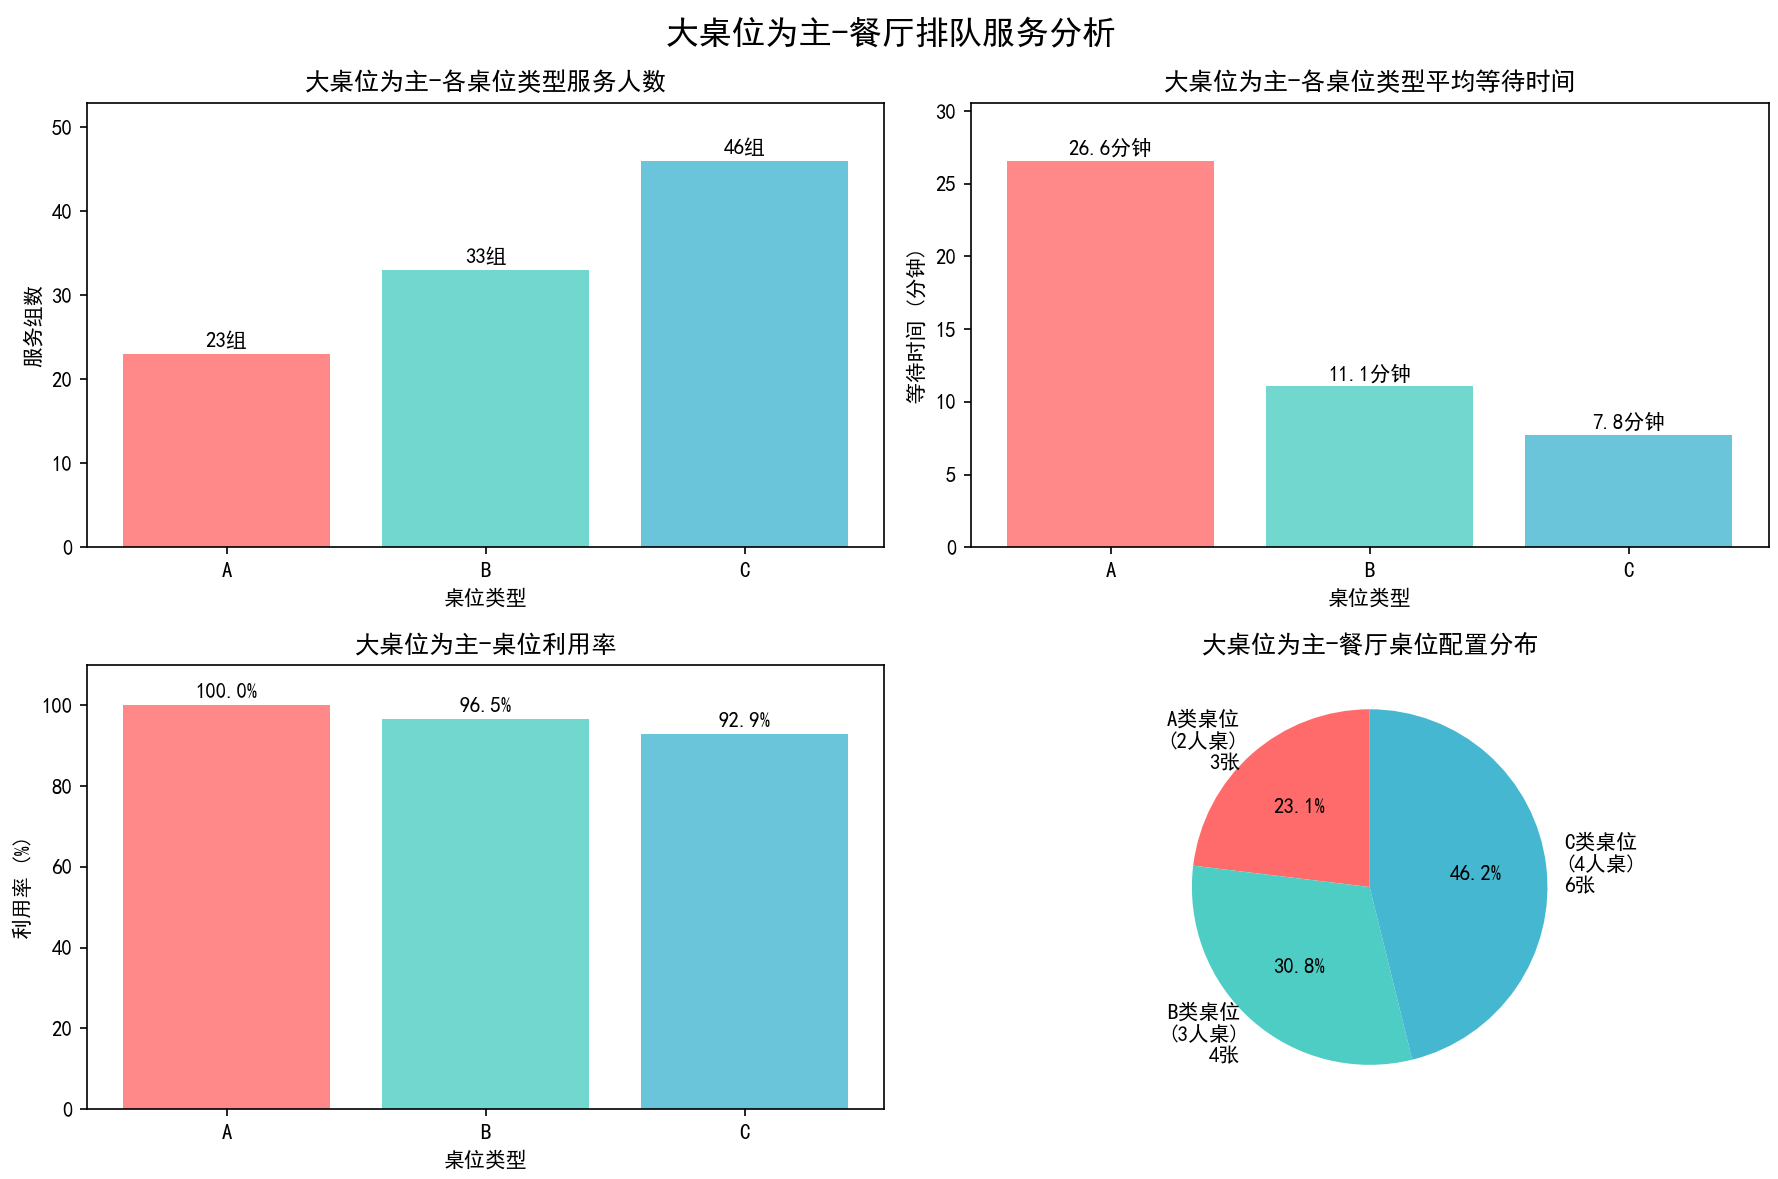 大桌位为主-餐厅排队服务分析
大桌位为主-各桌位类型服务人数
服务组数
50
40
30
20
10
0
23组
33组
46组
A
B
C
桌位类型
大桌位为主-各桌位类型平均等待时间
等待时间 (分钟)
30
25
20
15
10
5
0
26.6分钟
11.1分钟
7.8分钟
A
B
C
桌位类型
大桌位为主-桌位利用率
利用率 (%)
100
80
60
40
20
0
100.0%
96.5%
92.9%
A
B
C
桌位类型
大桌位为主-餐厅桌位配置分布
A类桌位
(2人桌)
3张
23.1%
B类桌位
(3人桌)
4张
30.8%
C类桌位
(4人桌)
6张
46.2%